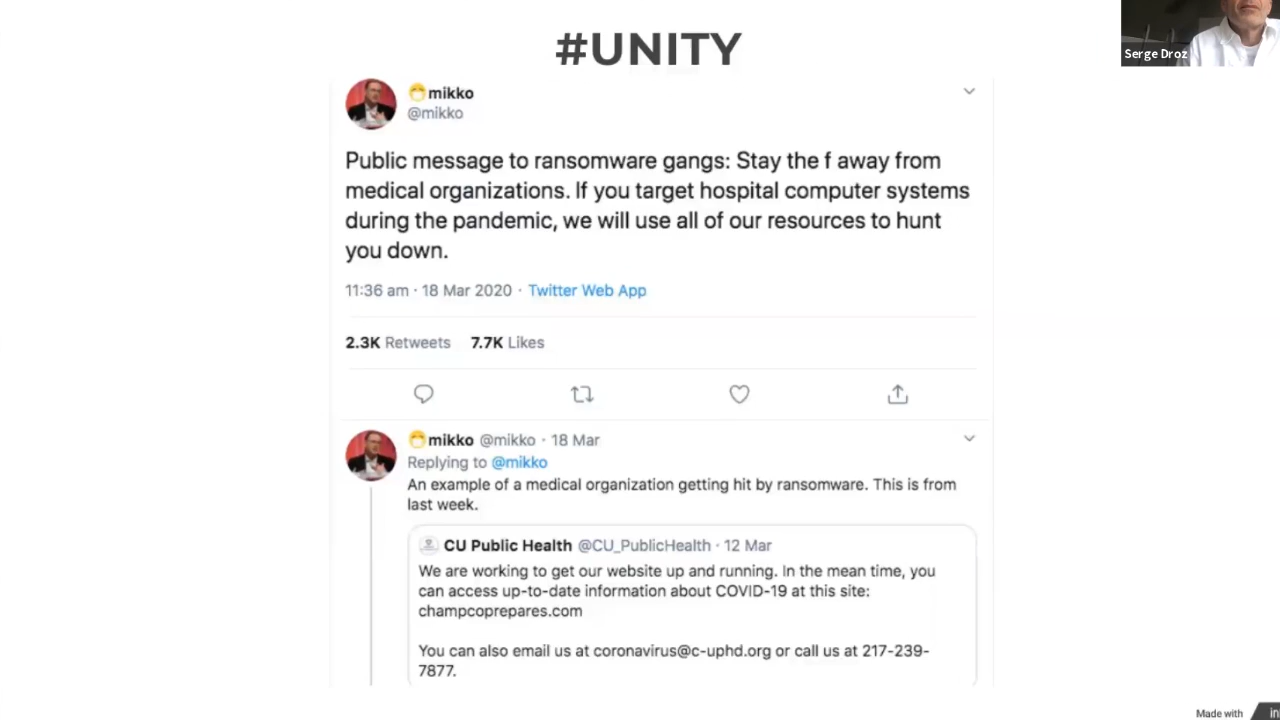 #UNITY
Serge Droz
mikko
@mikko
Public message to ransomware gangs: Stay the f away from
medical organizations. If you target hospital computer systems
during the pandemic, we will use all of our resources to hunt
you down.
11:36 am · 18 Mar 2020 · Twitter Web App
2.3K Retweets 7.7K Likes
mikko @mikko · 18 Mar
Replying to @mikko
An example of a medical organization getting hit by ransomware. This is from
last week.
CU Public Health @CU_PublicHealth · 12 Mar
We are working to get our website up and running. In the mean time, you
can access up-to-date information about COVID-19 at this site:
champcoprepares.com
You can also email us at coronavirus@c-uphd.org or call us at 217-239-
7877.
Made with in